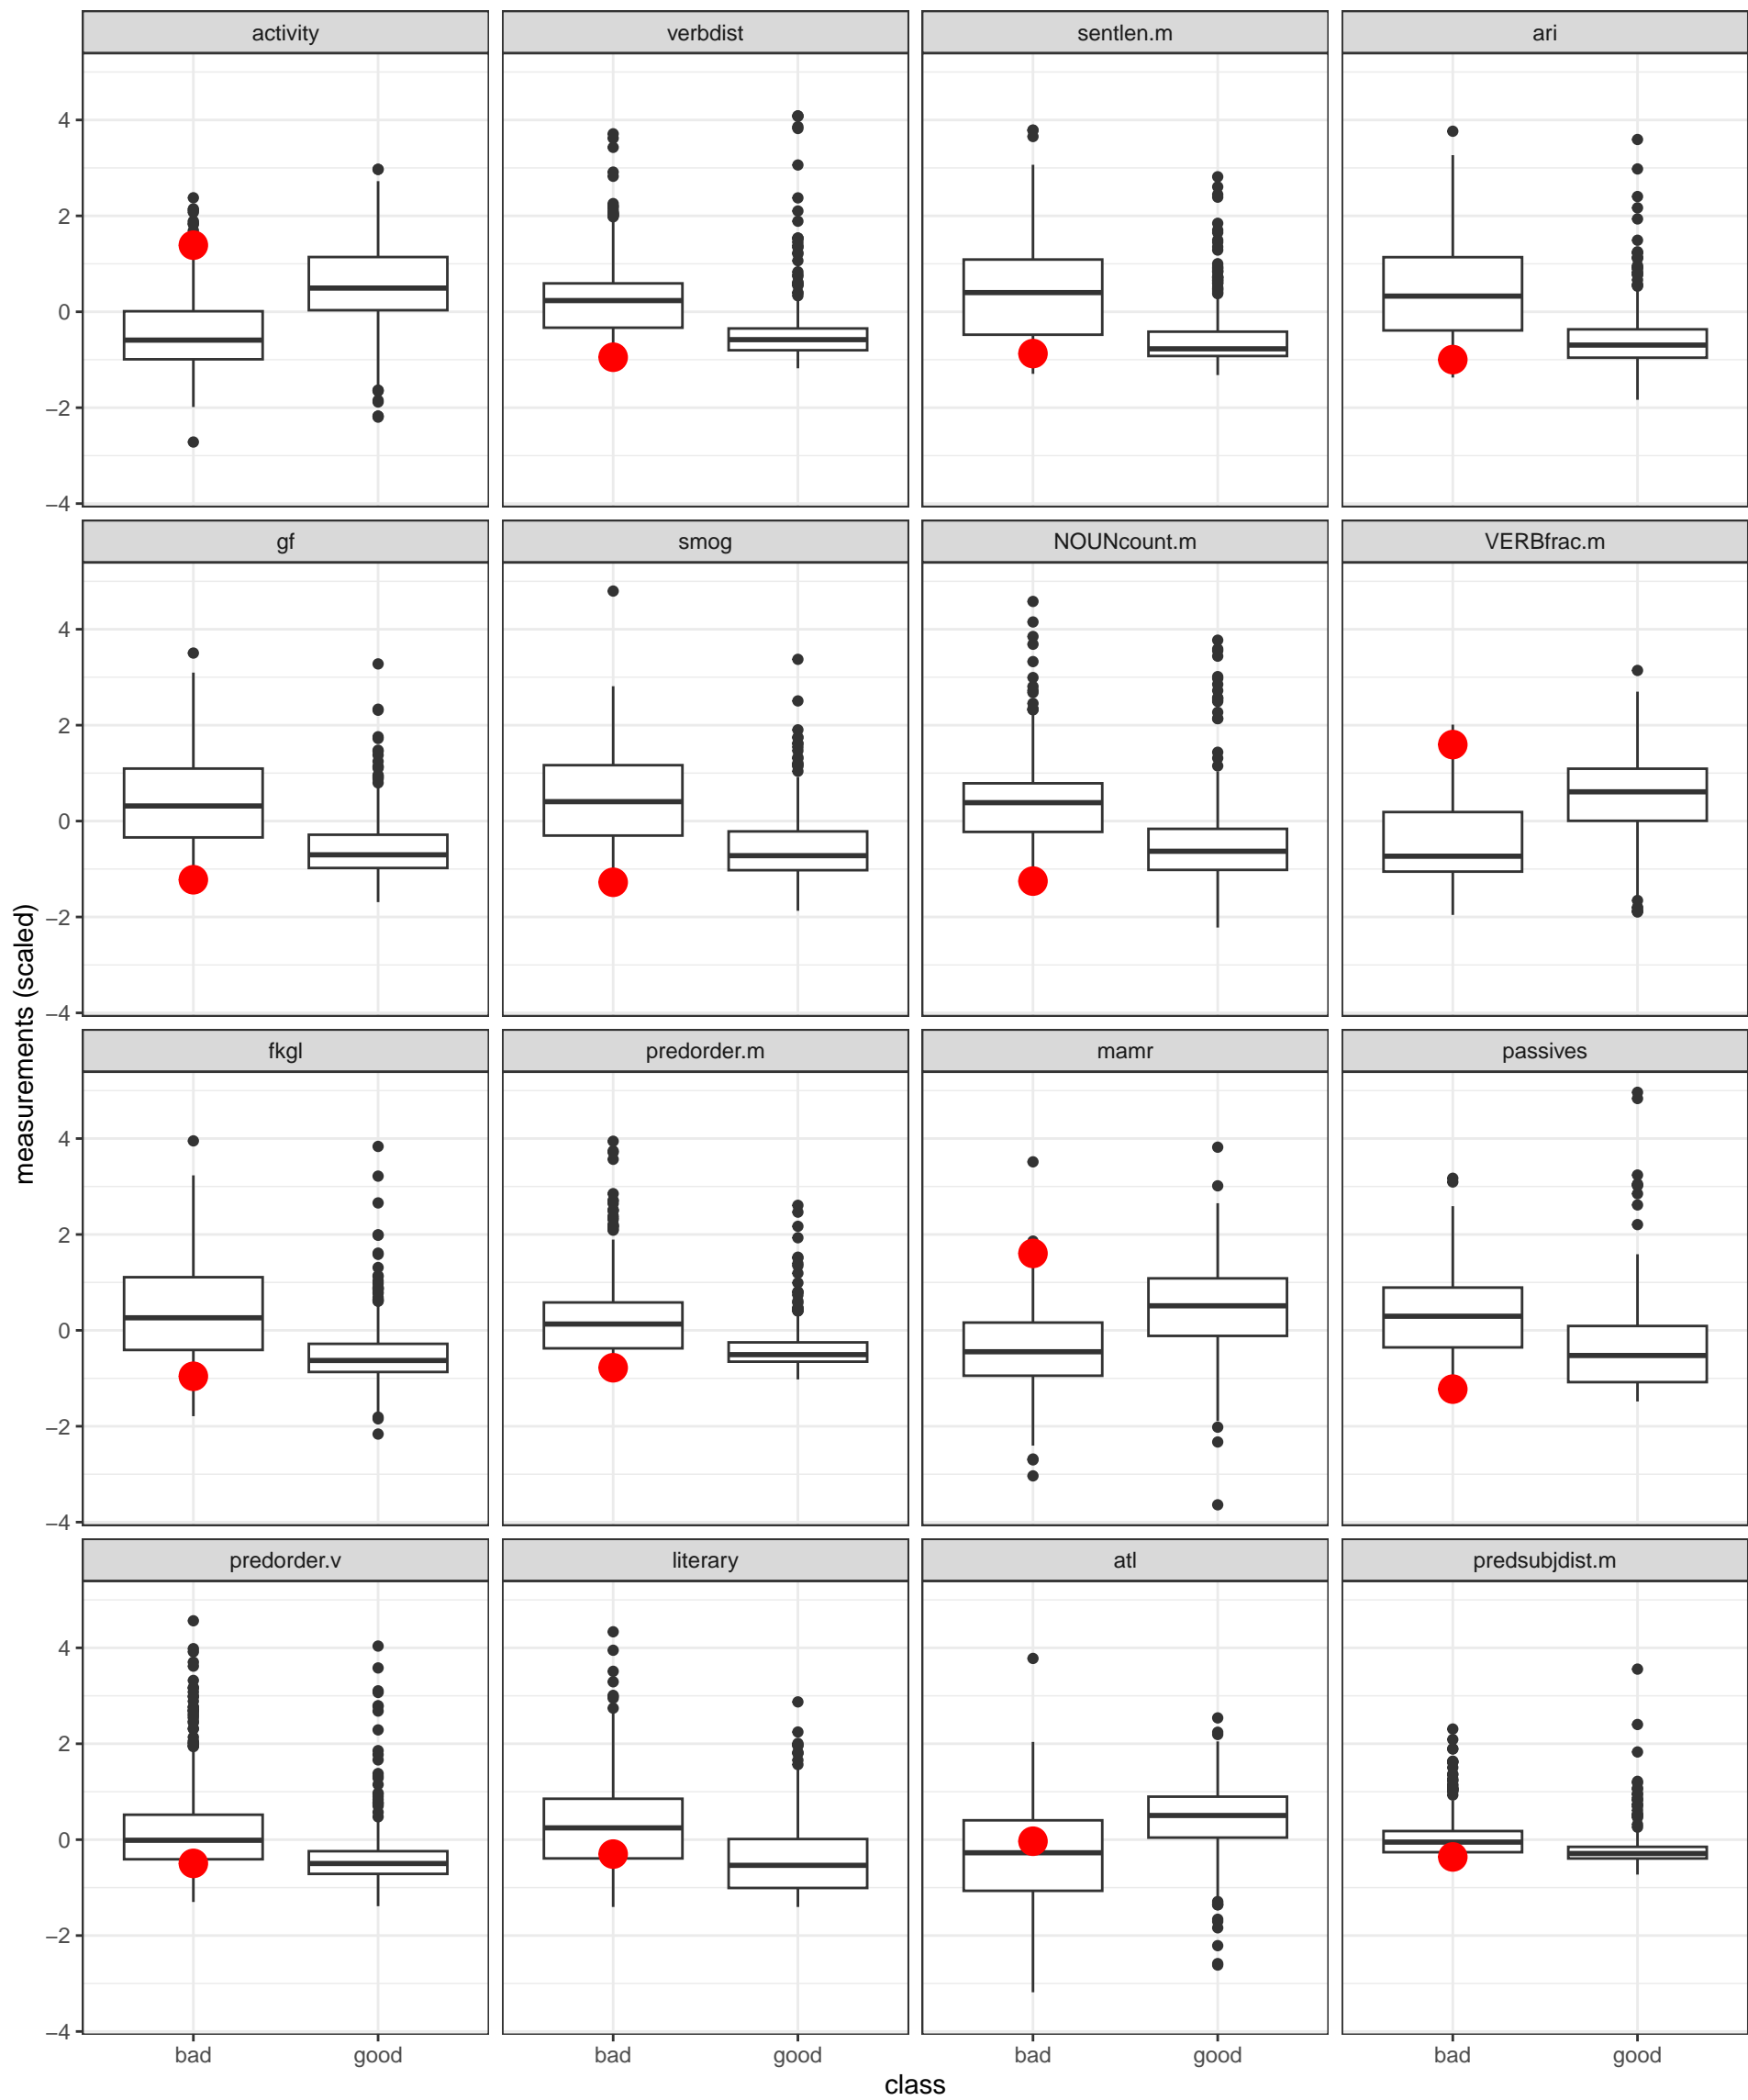 activity verbdist sentlen.m ari
4
2
0
−2
−4
gf smog NOUNcount.m VERBfrac.m
4
2
0
−2
−4
fkgl predorder.m mamr passives
4
2
0
−2
−4
predorder.v literary atl predsubjdist.m
4
2
0
−2
−4
bad good bad good bad good bad good
class
measurements (scaled)